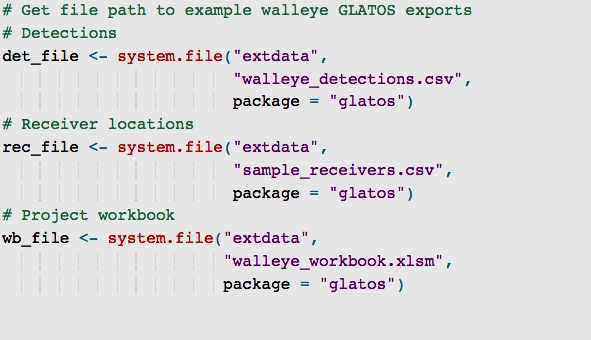 # Get file path to example walleye GLATOS exports
# Detections
det_file <- system.file("extdata",
"walleye_detections.csv",
package = "glatos")
# Receiver locations
rec_file <- system.file("extdata",
"sample_receivers.csv",
package = "glatos")
# Project workbook
wb_file <- system.file("extdata",
"walleye_workbook.xlsm",
package = "glatos")